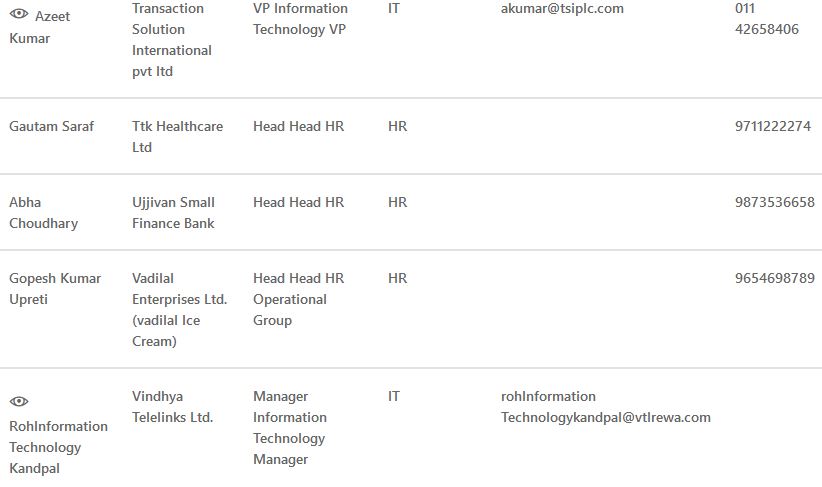 Azeet Kumar
Transaction Solution International pvt ltd
VP Information Technology VP
IT
akumar@tsiplc.com
011 42658406
Gautam Saraf
Ttk Healthcare Ltd
Head Head HR
HR
9711222274
Abha Choudhary
Ujjivan Small Finance Bank
Head Head HR
HR
9873536658
Gopesh Kumar Upreti
Vadilal Enterprises Ltd. (vadilal Ice Cream)
Head Head HR Operational Group
HR
9654698789
RohInformation Technology Kandpal
Vindhya Telelinks Ltd.
Manager Information Technology Manager
IT
rohInformation Technologykandpal@vtlrewa.com